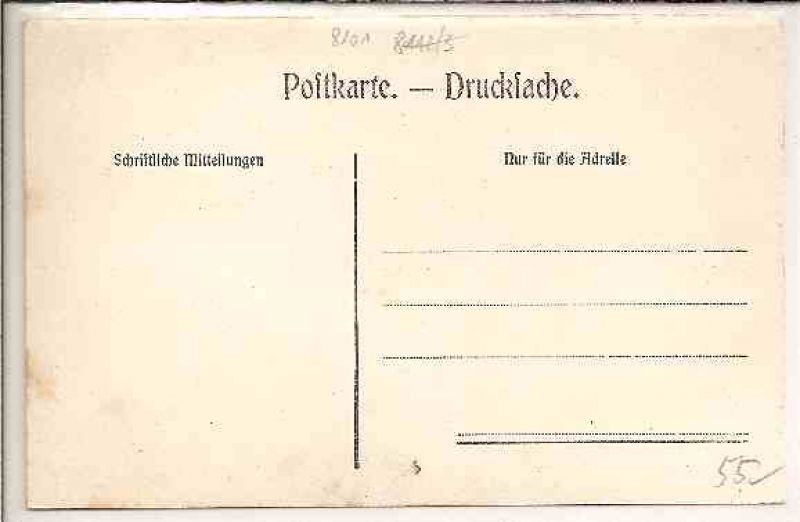 8101
Postkarte. — Drucksache.
Schriftliche Mitteilungen
Nur für die Adresse
55